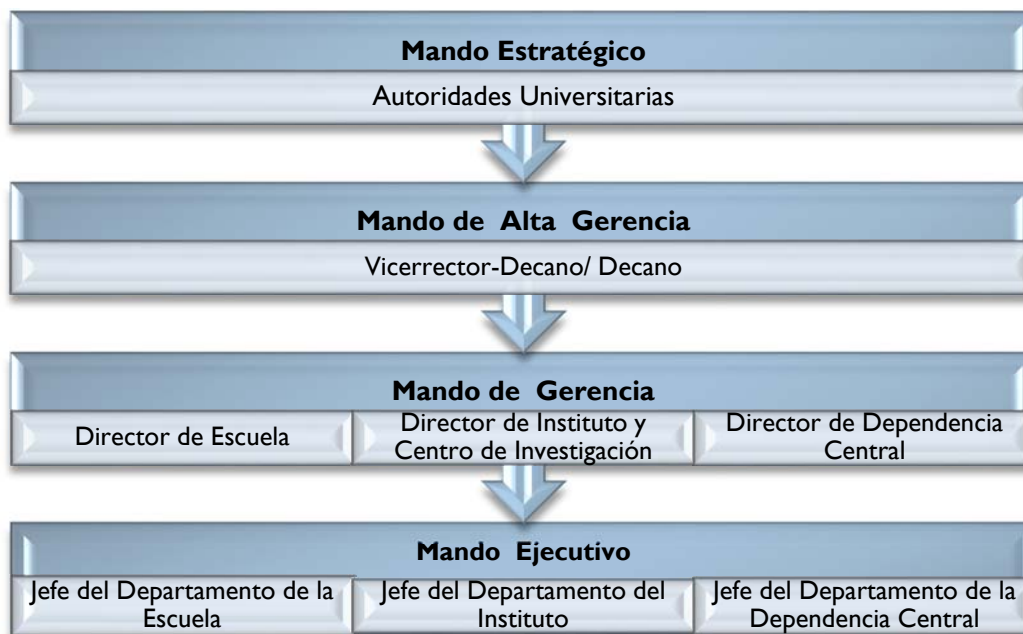 Mando Estratégico
Autoridades Universitarias
Mando de Alta Gerencia
Vicerrector-Decano/ Decano
Mando de Gerencia
Director de Escuela
Director de Instituto y
Centro de Investigación
Director de Dependencia
Central
Mando Ejecutivo
Jefe del Departamento de la
Escuela
Jefe del Departamento del
Instituto
Jefe del Departamento de la
Dependencia Central